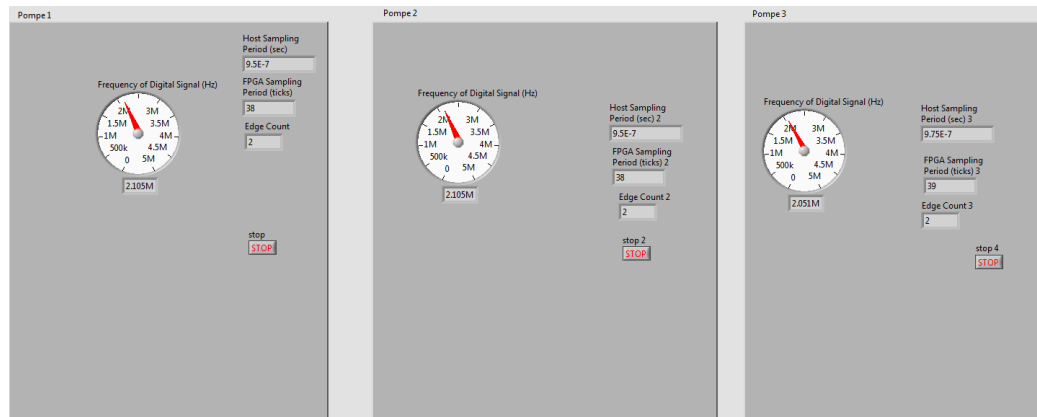 Pompe 1
Host Sampling
Period (sec)
9.5E-7
Frequency of Digital Signal (Hz)
FPGA Sampling
Period (ticks)
38
Edge Count
2
2M 3M
1.5M 3.5M
1M 4M
500k 4.5M
0 5M
2.105M
stop
STOP
Pompe 2
Frequency of Digital Signal (Hz)
2M 3M
1.5M 3.5M
1M 4M
500k 4.5M
0 5M
2.105M
Host Sampling
Period (sec) 2
9.5E-7
FPGA Sampling
Period (ticks) 2
38
Edge Count 2
2
stop 2
STOP
Pompe 3
Frequency of Digital Signal (Hz)
2M 3M
1.5M 3.5M
1M 4M
500k 4.5M
0 5M
2.051M
Host Sampling
Period (sec) 3
9.75E-7
FPGA Sampling
Period (ticks) 3
39
Edge Count 3
2
stop 4
STOP